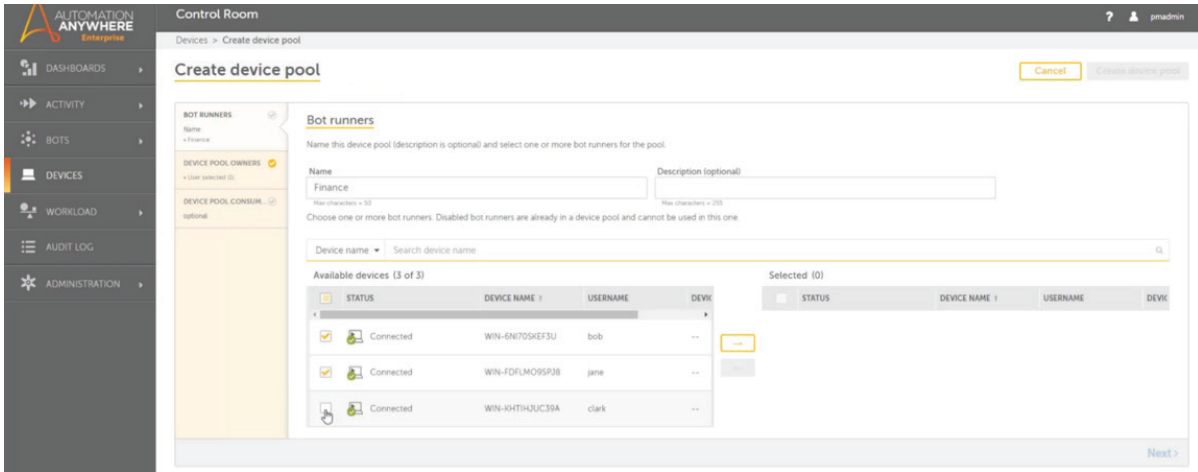 AUTOMATION
ANYWHERE
Enterprise
Control Room
? pmadmin
Devices > Create device pool
DASHBOARDS
ACTIVITY
BOTS
DEVICES
WORKLOAD
AUDIT LOG
ADMINISTRATION
Create device pool
Cancel Create device pool
BOT RUNNERS
Name
• Finance
DEVICE POOL OWNERS
• User selected (1)
DEVICE POOL CONSUM...
optional
Bot runners
Name this device pool (description is optional) and select one or more bot runners for the pool.
Name Description (optional)
Finance
Max characters = 50 Max characters = 255
Choose one or more bot runners. Disabled bot runners are already in a device pool and cannot be used in this one.
Device name Search device name
Available devices (3 of 3) Selected (0)
STATUS DEVICE NAME ↑ USERNAME DEVIC STATUS DEVICE NAME ↑ USERNAME DEVIC
Connected WIN-6NI70SKEF3U bob --
Connected WIN-FDFLMO9SPJ8 jane --
Connected WIN-KHTIHJUC39A clark --
Next >